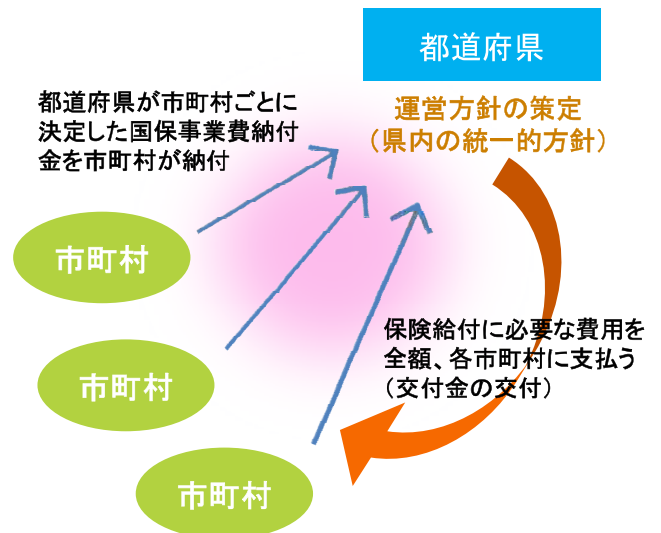 都道府県
運営方針の策定
（県内の統一的方針）
都道府県が市町村ごとに
決定した国保事業費納付
金を市町村が納付
市町村
市町村
市町村
保険給付に必要な費用を
全額、各市町村に支払う
（交付金の交付）